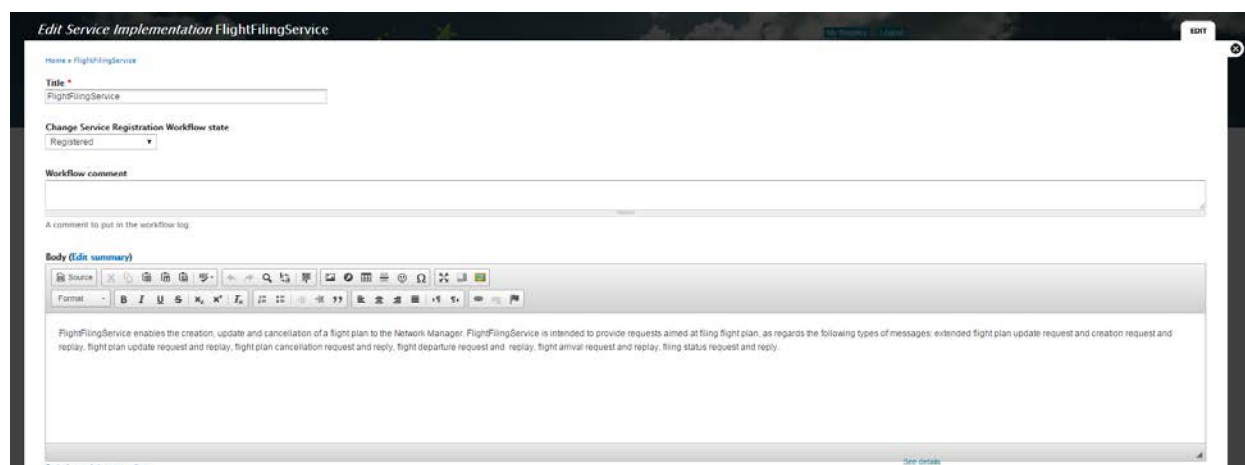 Edit Service Implementation FlightFilingService
My Registry Logout
EDIT
Home » FlightFilingService
Title *
FlightFilingService
Change Service Registration Workflow state
Registered
Workflow comment
A comment to put in the workflow log.
Body (Edit summary)
Source
Format
FlightFilingService enables the creation, update and cancellation of a flight plan to the Network Manager. FlightFilingService is intended to provide requests aimed at filing flight plan, as regards the following types of messages: extended flight plan update request and creation request and
replay, flight plan update request and replay, flight plan cancellation request and reply, flight departure request and replay, flight arrival request and replay, filing status request and reply.
See details